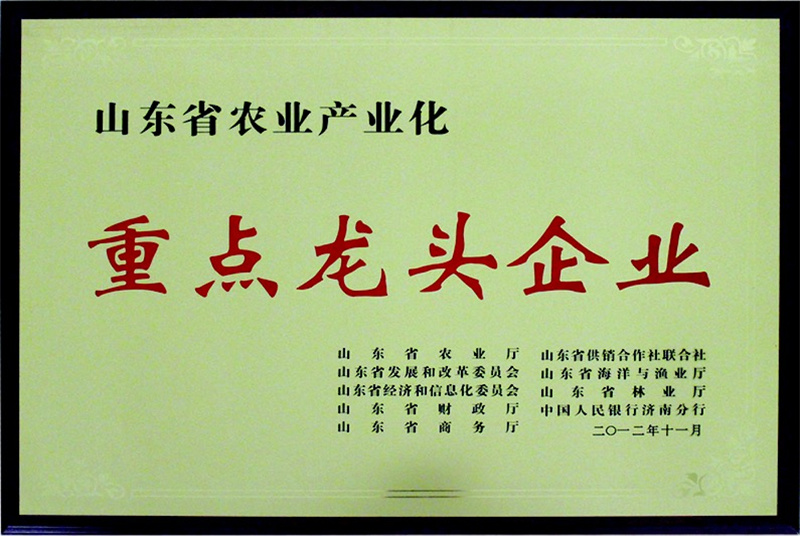 山东省农业产业化
重点龙头企业
山东省农业厅
山东省发展和改革委员会
山东省经济和信息化委员会
山东省财政厅
山东省商务厅
山东省供销合作社联合社
山东省海洋与渔业厅
山东省林业厅
中国人民银行济南分行
二〇一二年十一月